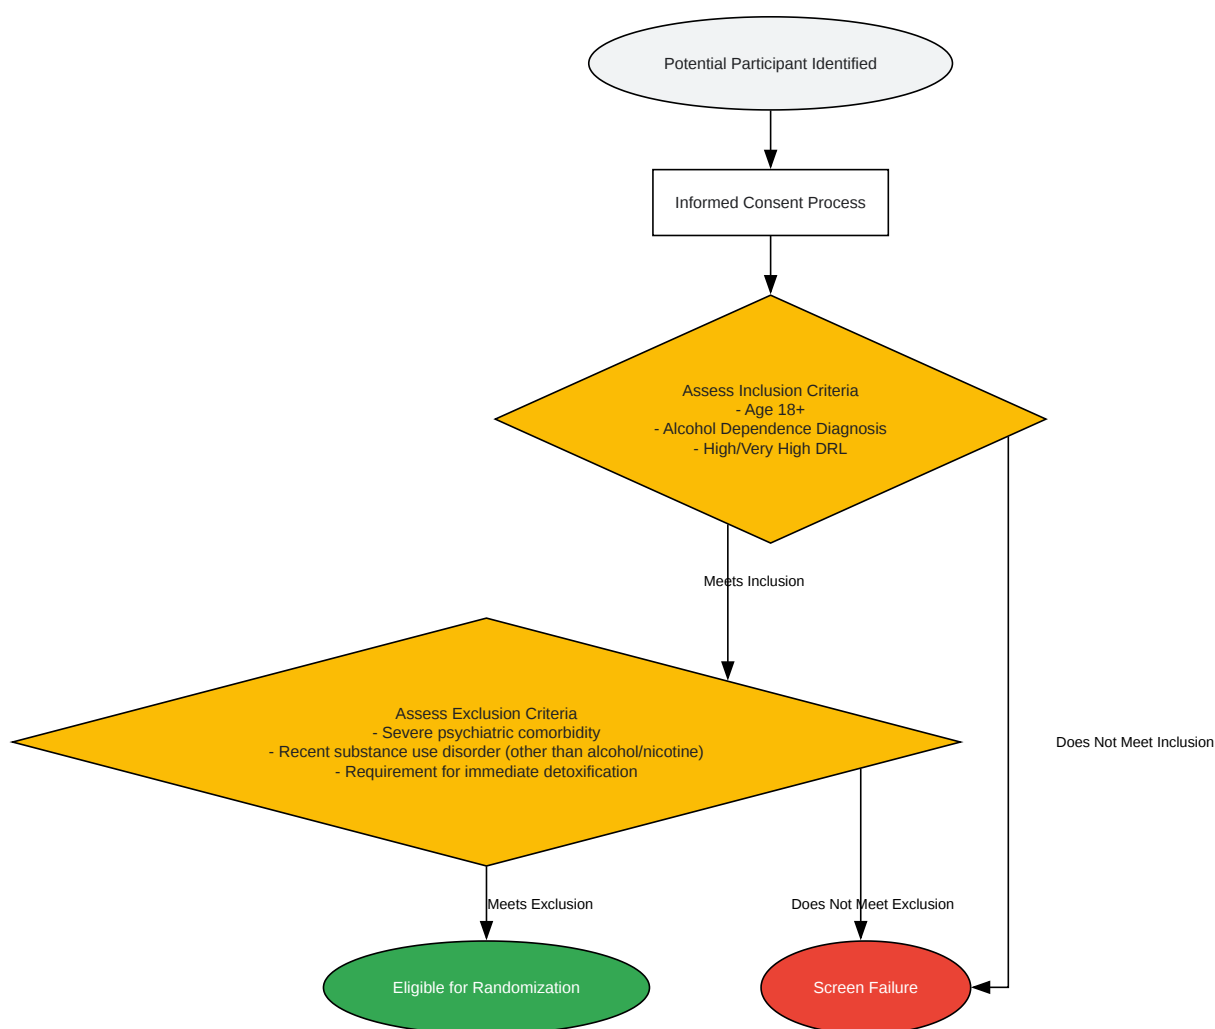 Potential Participant Identified
Informed Consent Process
Assess Inclusion Criteria
- Age 18+
- Alcohol Dependence Diagnosis
- High/Very High DRL
Meets Inclusion
Assess Exclusion Criteria
- Severe psychiatric comorbidity
- Recent substance use disorder (other than alcohol/nicotine)
- Requirement for immediate detoxification
Does Not Meet Inclusion
Meets Exclusion
Does Not Meet Exclusion
Eligible for Randomization
Screen Failure